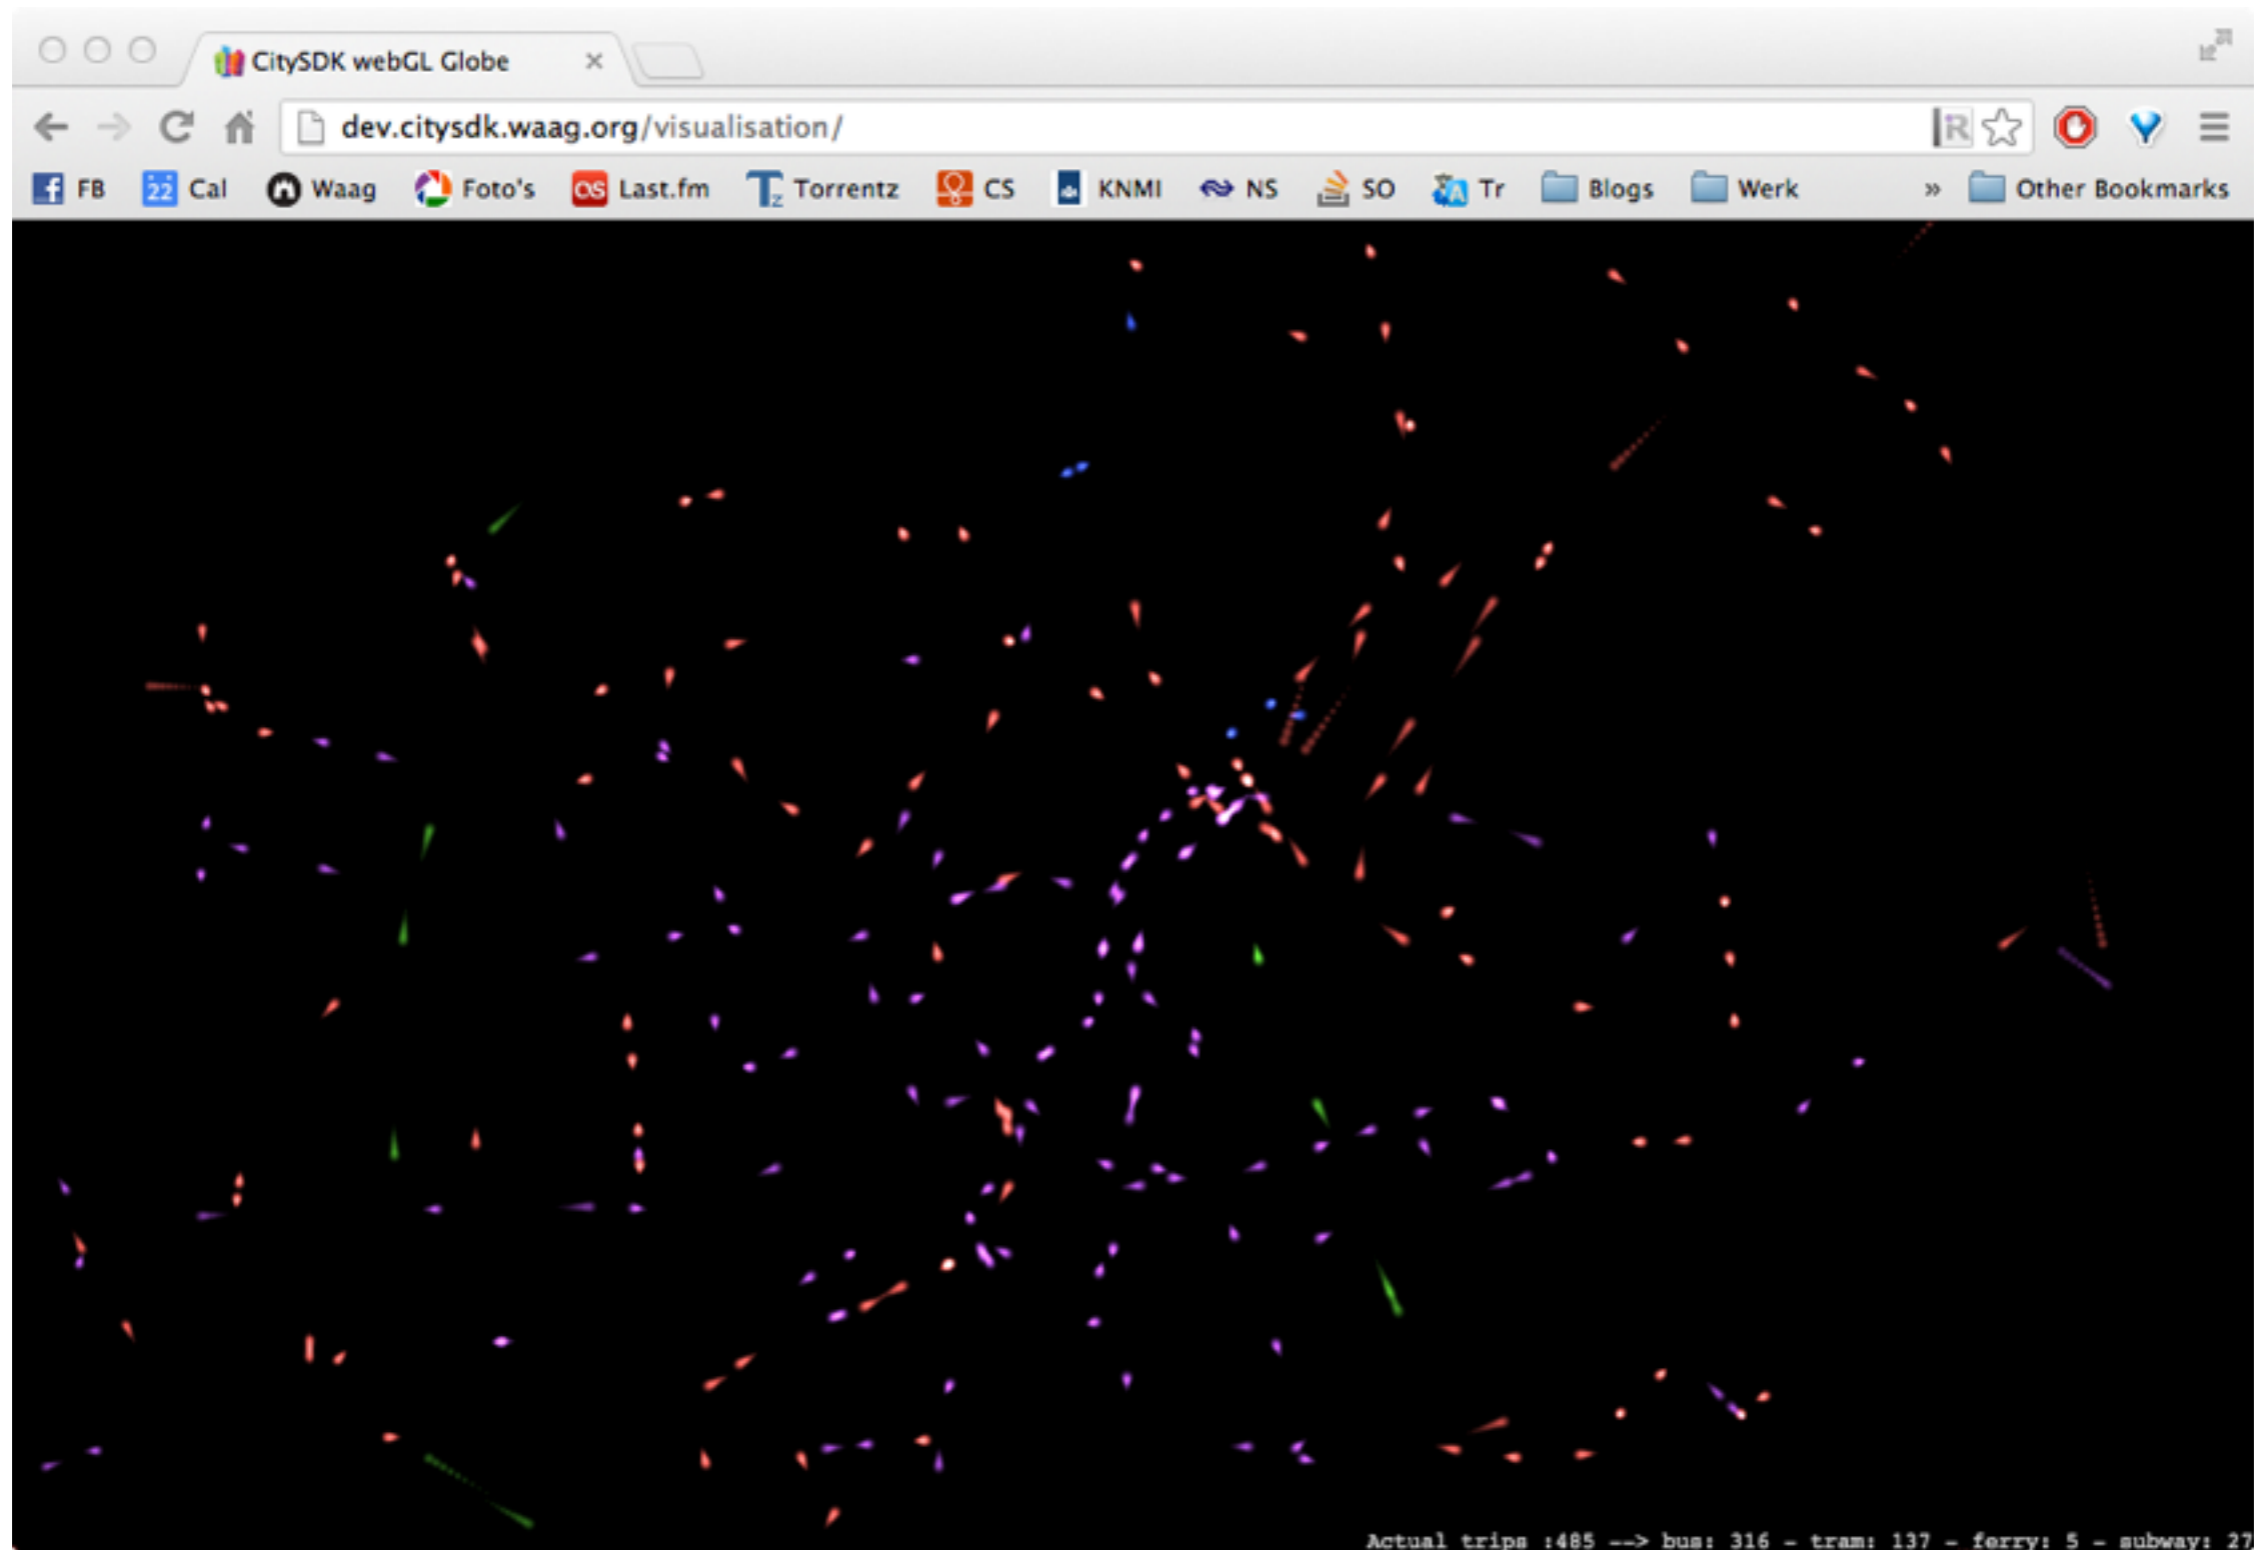 CitySDK webGL Globe
dev.citysdk.waag.org/visualisation/
FB 22 Cal Waag Foto's Last.fm Torrentz CS KNMI NS SO Tr Blogs Werk » Other Bookmarks
Actual trips :485 --> bus: 316 - tram: 137 - ferry: 5 - subway: 27